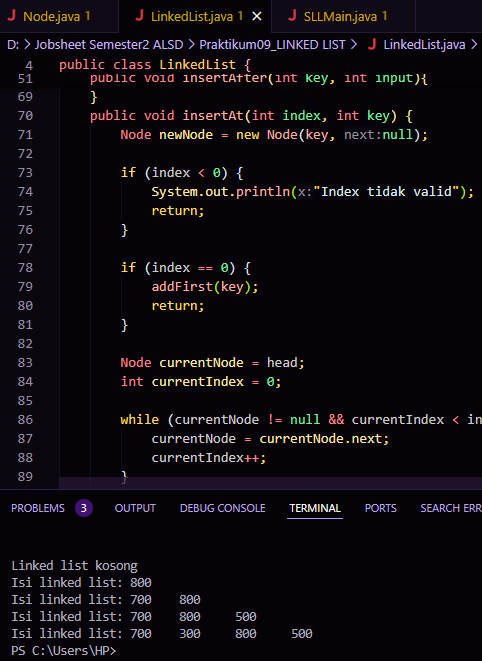 Node.java 1 LinkedList.java 1 SLLMain.java 1
D: > Jobsheet Semester2 ALSD > Praktikum09_LINKED LIST > LinkedList.java >
4 public class LinkedList {
51 public void insertAfter(int key, int input){
69 }
70 public void insertAt(int index, int key) {
71 Node newNode = new Node(key, next:null);
72
73 if (index < 0) {
74 System.out.println(x:"Index tidak valid");
75 return;
76 }
77
78 if (index == 0) {
79 addFirst(key);
80 return;
81 }
82
83 Node currentNode = head;
84 int currentIndex = 0;
85
86 while (currentNode != null && currentIndex < in
87 currentNode = currentNode.next;
88 currentIndex++;
89 }
PROBLEMS 3 OUTPUT DEBUG CONSOLE TERMINAL PORTS SEARCH ERR
Linked list kosong
Isi linked list: 800
Isi linked list: 700 800
Isi linked list: 700 800 500
Isi linked list: 700 300 800 500
PS C:\Users\HP>